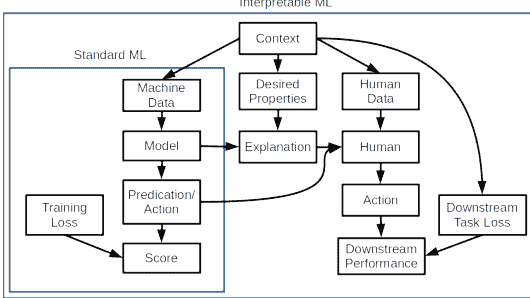 Interpretable ML
Context
Standard ML
Machine
Data
Desired
Properties
Human
Data
Model
Explanation
Human
Training
Loss
Predication/
Action
Action
Downstream
Task Loss
Score
Downstream
Performance